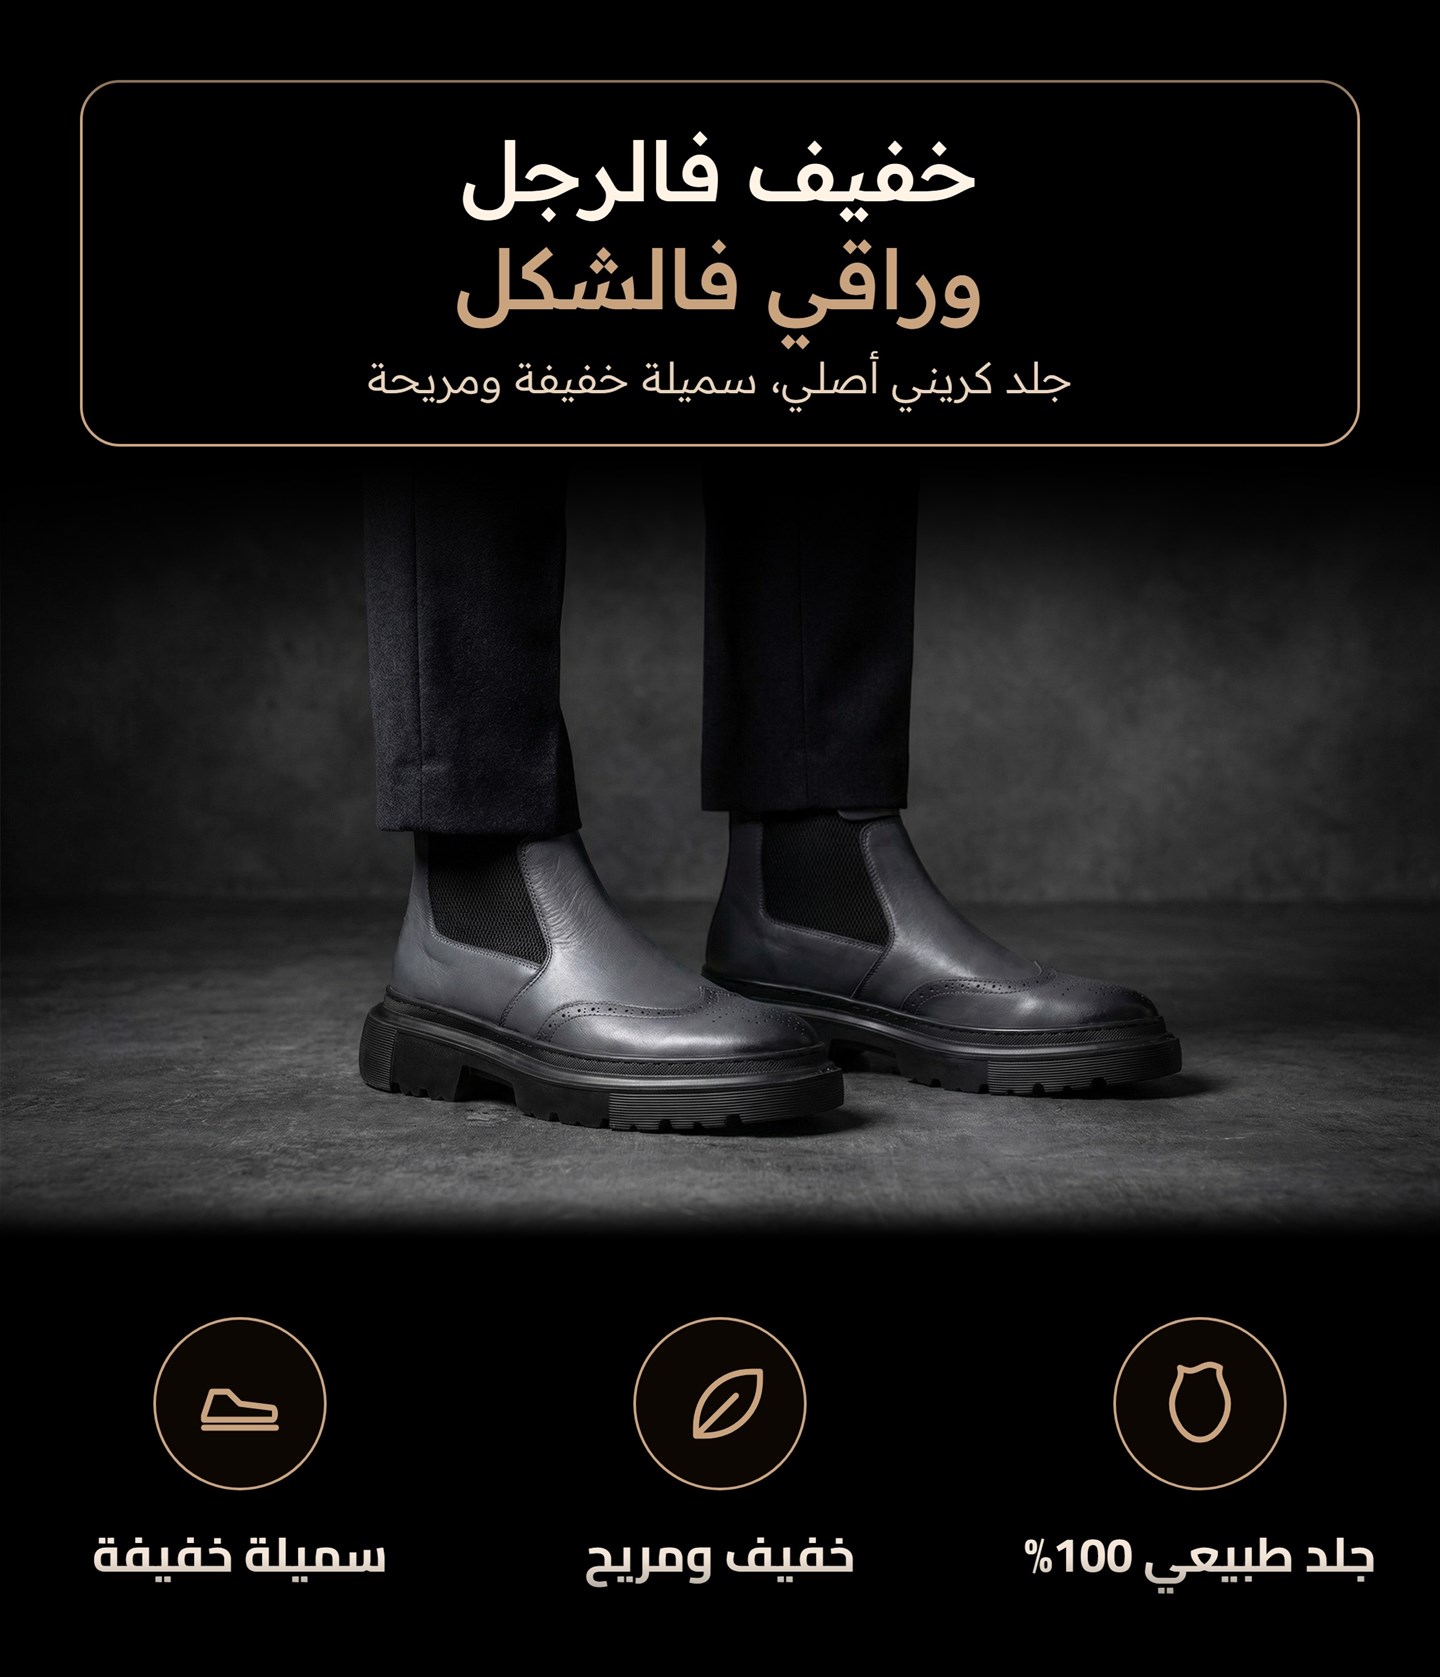 خفيف فالرجل
وراقي فالشكل
جلد كريني أصلي، سميلة خفيفة ومريحة
جلد طبيعي 100%
خفيف ومريح
سميلة خفيفة